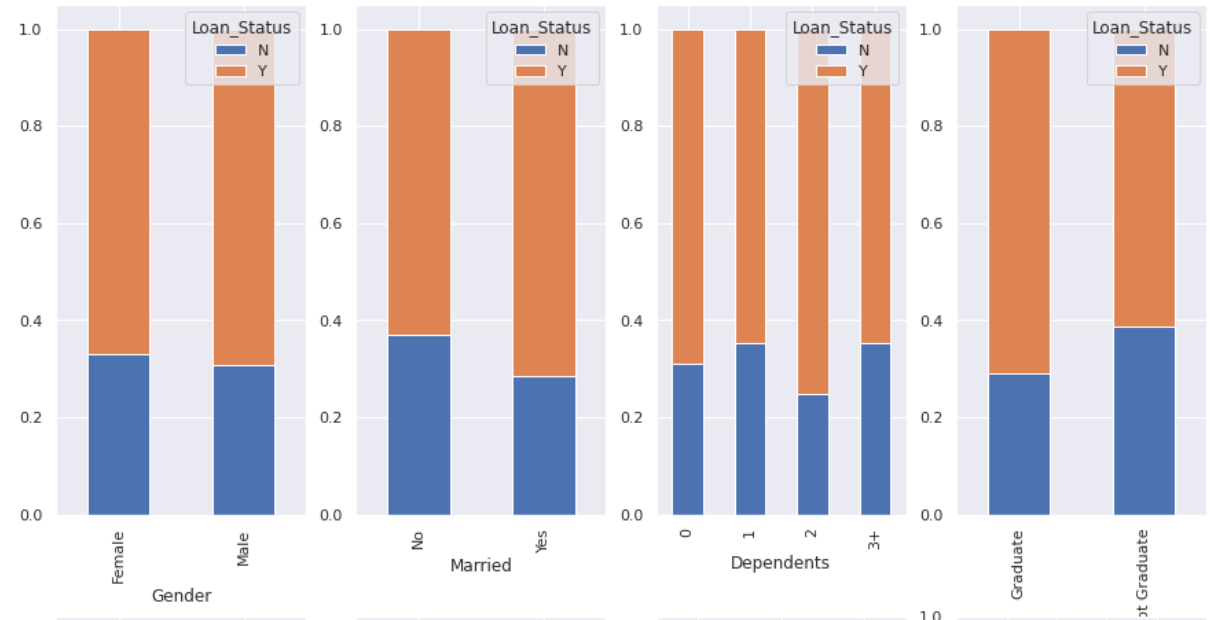 Loan_Status
N
Y
1.0
0.8
0.6
0.4
0.2
0.0
Female
Male
Gender
Loan_Status
N
Y
1.0
0.8
0.6
0.4
0.2
0.0
No
Yes
Married
Loan_Status
N
Y
1.0
0.8
0.6
0.4
0.2
0.0
0
1
2
3+
Dependents
Loan_Status
N
Y
1.0
0.8
0.6
0.4
0.2
0.0
Graduate
ot Graduate
1.0